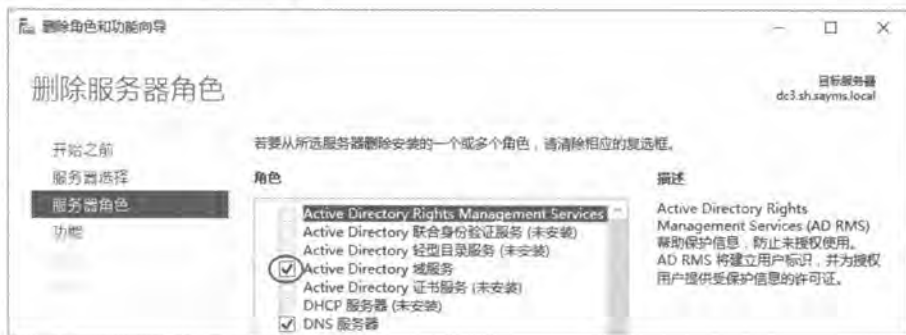 删除角色和功能向导
删除服务器角色
目标服务器
dc3.sh.sayms.local
开始之前
服务器选择
服务器角色
功能
若要从所选服务器删除安装的一个或多个角色，请清除相应的复选框。
角色
Active Directory Rights Management Services
Active Directory 联合身份验证服务 (未安装)
Active Directory 轻型目录服务 (未安装)
Active Directory 域服务
Active Directory 证书服务 (未安装)
DHCP 服务器 (未安装)
DNS 服务器
描述
Active Directory Rights
Management Services (AD RMS)
帮助保护信息，防止未授权使用。
AD RMS 将建立用户标识，并为授权
用户提供受保护信息的许可证。